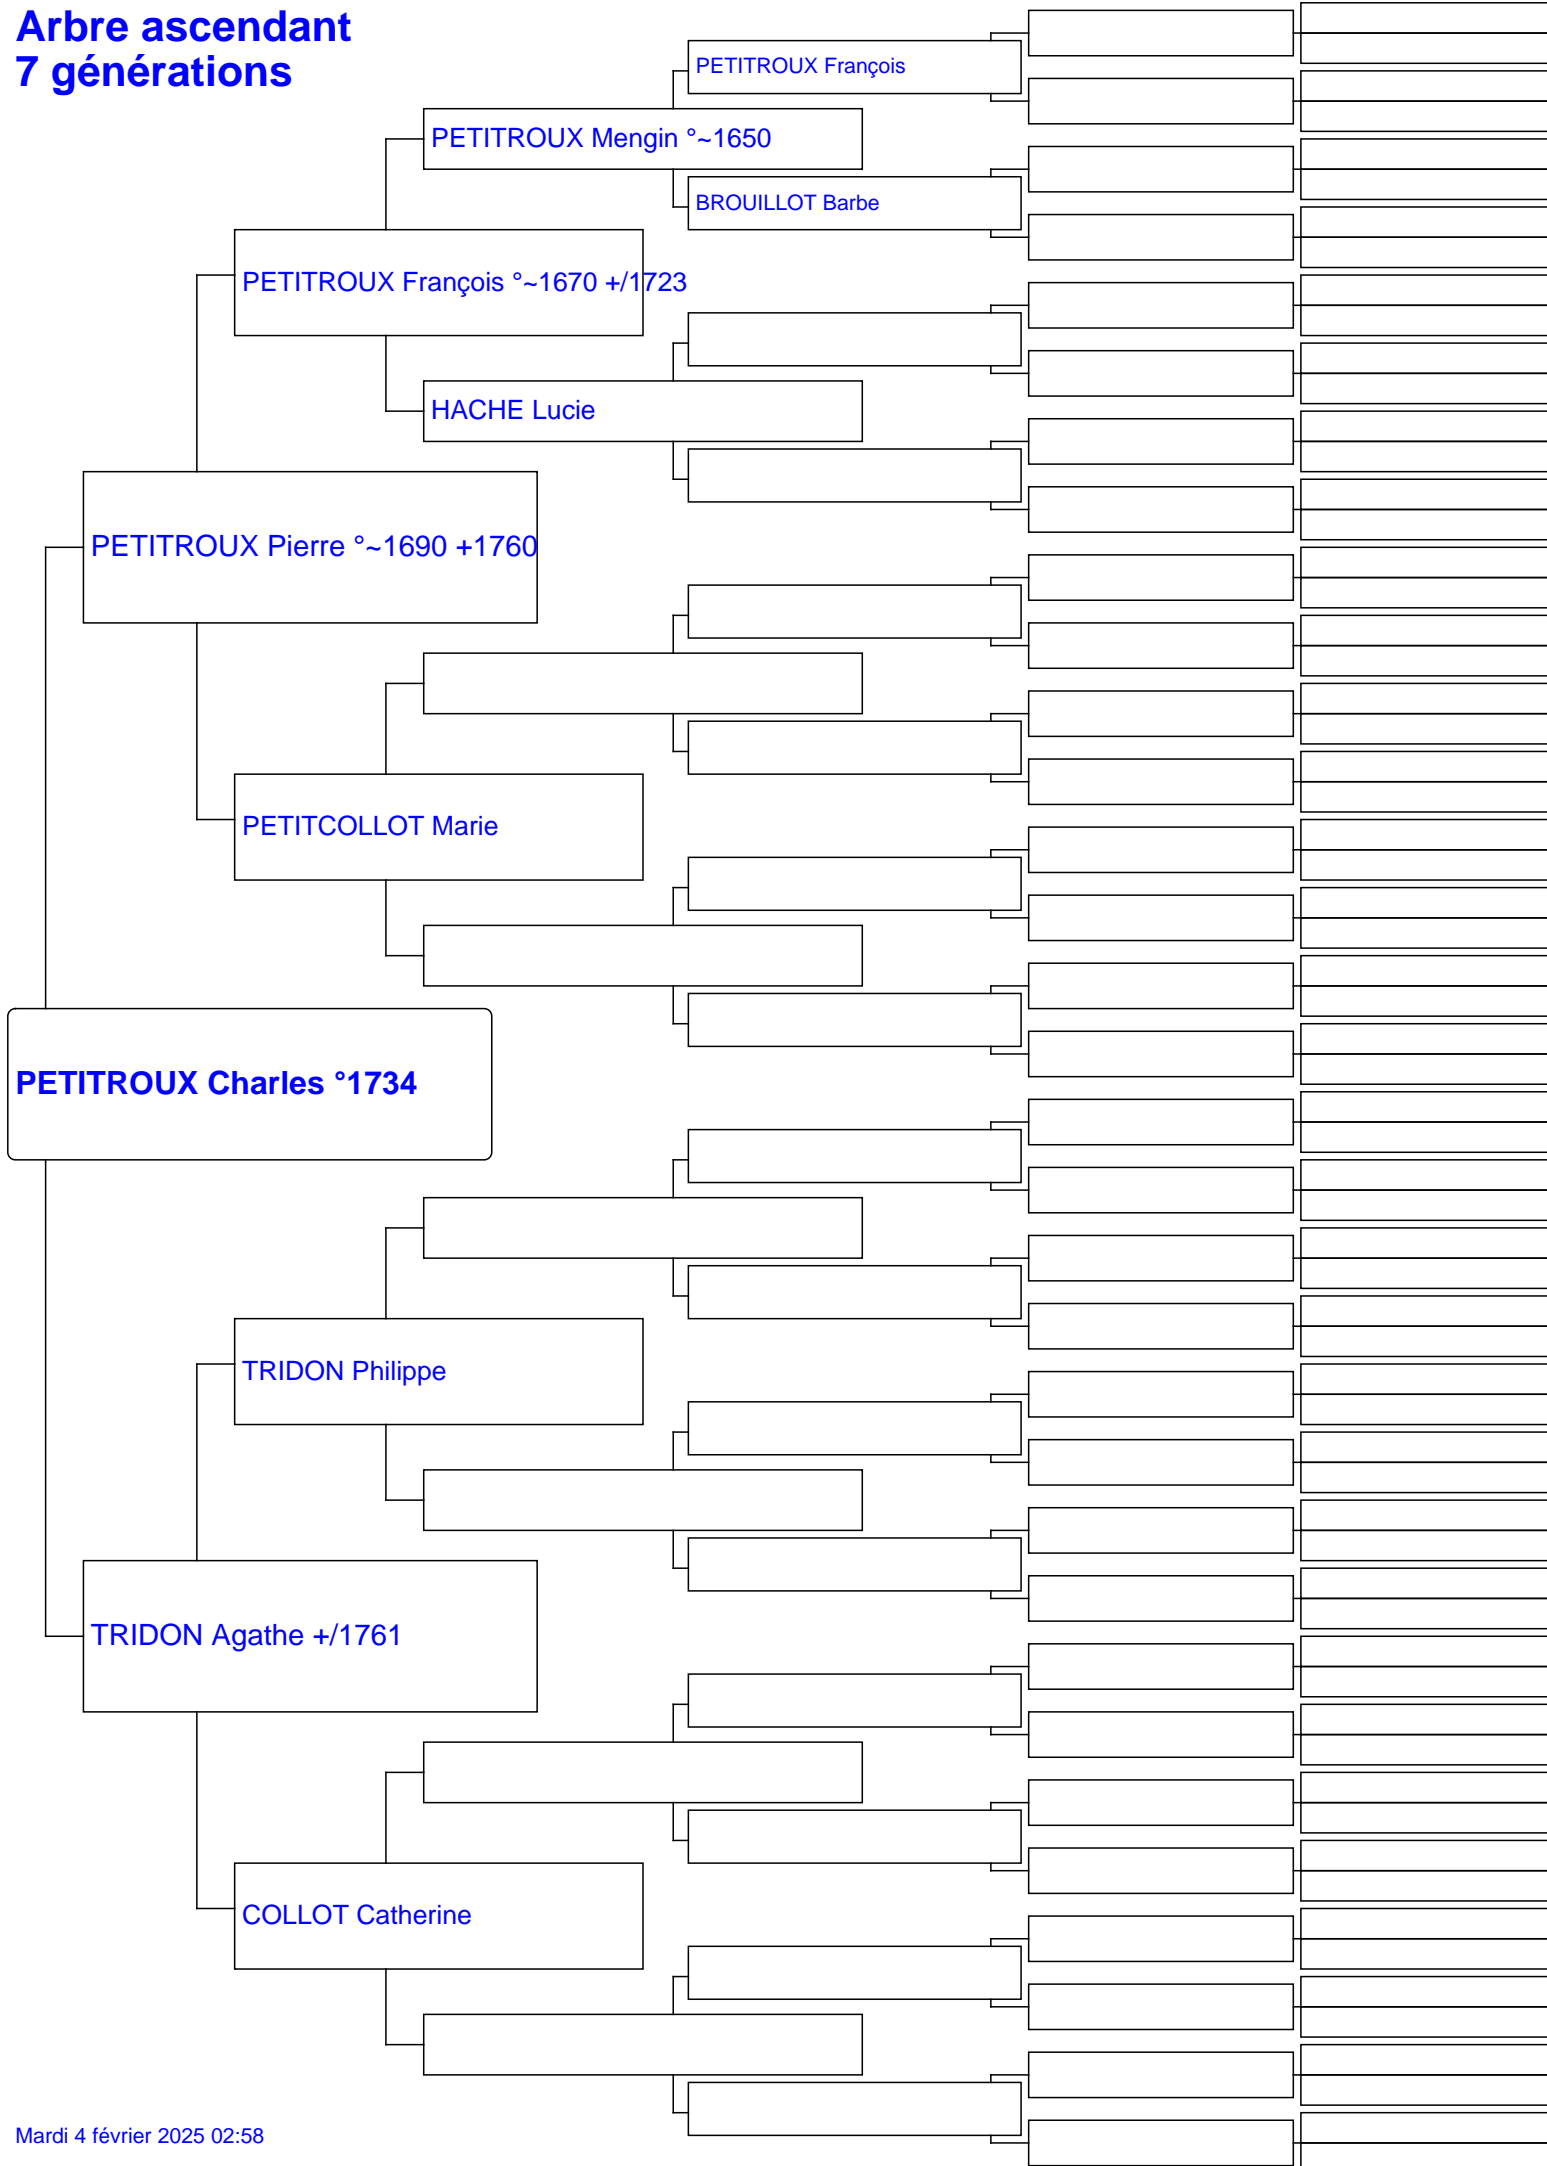 Arbre ascendant
7 générations
PETITROUX François
PETITROUX Mengin °~1650
BROUILLOT Barbe
PETITROUX François °~1670 +/1723
HACHE Lucie
PETITROUX Pierre °~1690 +1760
PETITCOLLOT Marie
PETITROUX Charles °1734
TRIDON Philippe
TRIDON Agathe +/1761
COLLOT Catherine
Mardi 4 février 2025 02:58